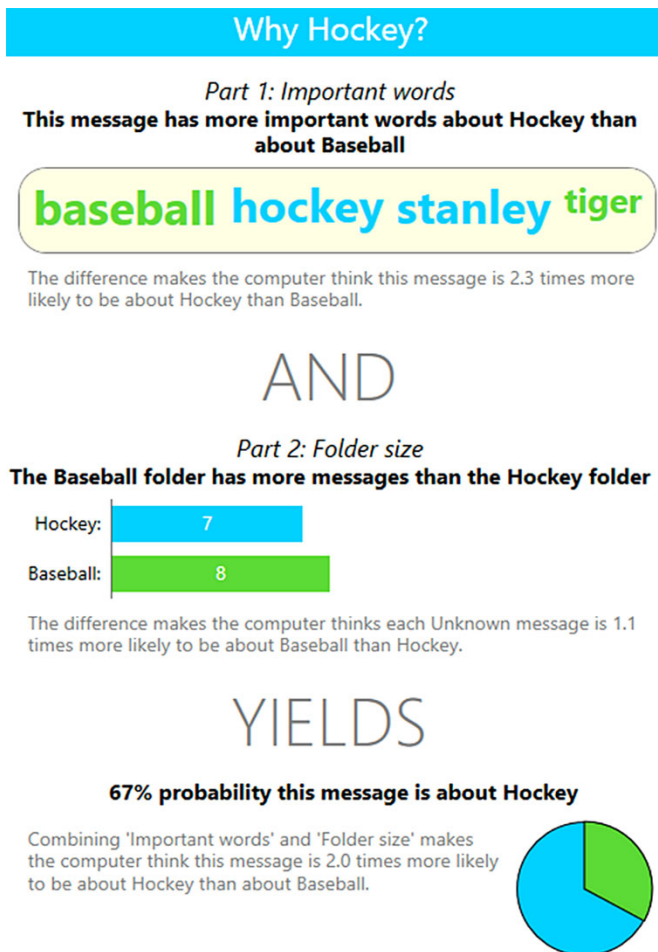 Why Hockey?
Part 1: Important words
This message has more important words about Hockey than
about Baseball
baseball hockey stanley tiger
The difference makes the computer think this message is 2.3 times more
likely to be about Hockey than Baseball.
AND
Part 2: Folder size
The Baseball folder has more messages than the Hockey folder
Hockey: 7
Baseball: 8
The difference makes the computer thinks each Unknown message is 1.1
times more likely to be about Baseball than Hockey.
YIELDS
67% probability this message is about Hockey
Combining 'Important words' and 'Folder size' makes
the computer think this message is 2.0 times more likely
to be about Hockey than about Baseball.